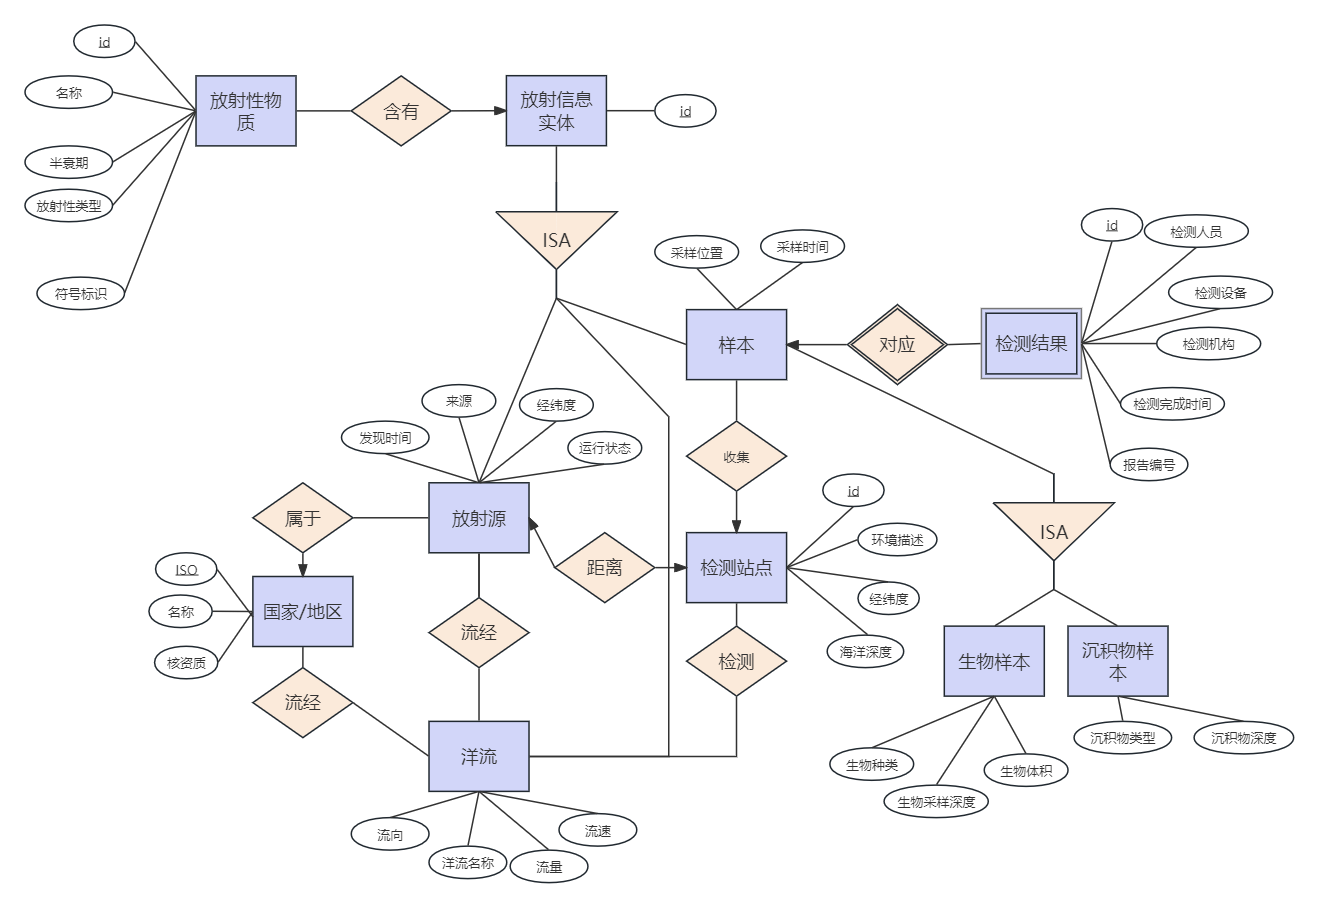 id
名称
半衰期
放射性类型
符号标识
放射性物
质
含有
放射信息
实体
id
ISA
采样位置
采样时间
样本
对应
检测结果
id
检测人员
检测设备
检测机构
检测完成时间
报告编号
收集
发现时间
来源
经纬度
运行状态
放射源
属于
距离
检测站点
id
环境描述
经纬度
海洋深度
ISO
名称
核资质
国家/地区
流经
流经
检测
洋流
流向
洋流名称
流量
流速
ISA
生物样本
沉积物样
本
生物种类
生物采样深度
生物体积
沉积物类型
沉积物深度